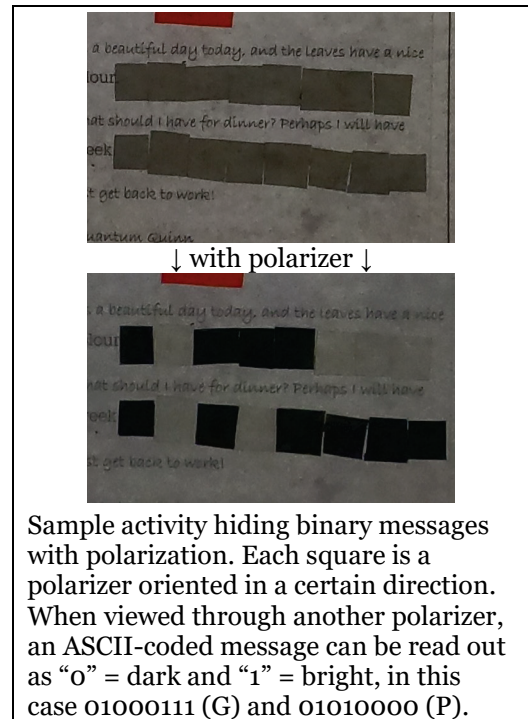 a beautiful day today, and the leaves have a nice
lour
at should I have for dinner? Perhaps I will have
eek
t get back to work!
uantum Quinn
↓ with polarizer ↓
a beautiful day today, and the leaves have a nice
lour
at should I have for dinner? Perhaps I will have
eek
st get back to work!
Sample activity hiding binary messages
with polarization. Each square is a
polarizer oriented in a certain direction.
When viewed through another polarizer,
an ASCII-coded message can be read out
as “0” = dark and “1” = bright, in this
case 01000111 (G) and 01010000 (P).